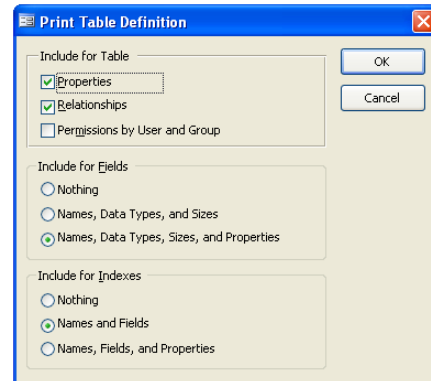 Print Table Definition
Include for Table
Properties
Relationships
Permissions by User and Group
OK
Cancel
Include for Fields
Nothing
Names, Data Types, and Sizes
Names, Data Types, Sizes, and Properties
Include for Indexes
Nothing
Names and Fields
Names, Fields, and Properties